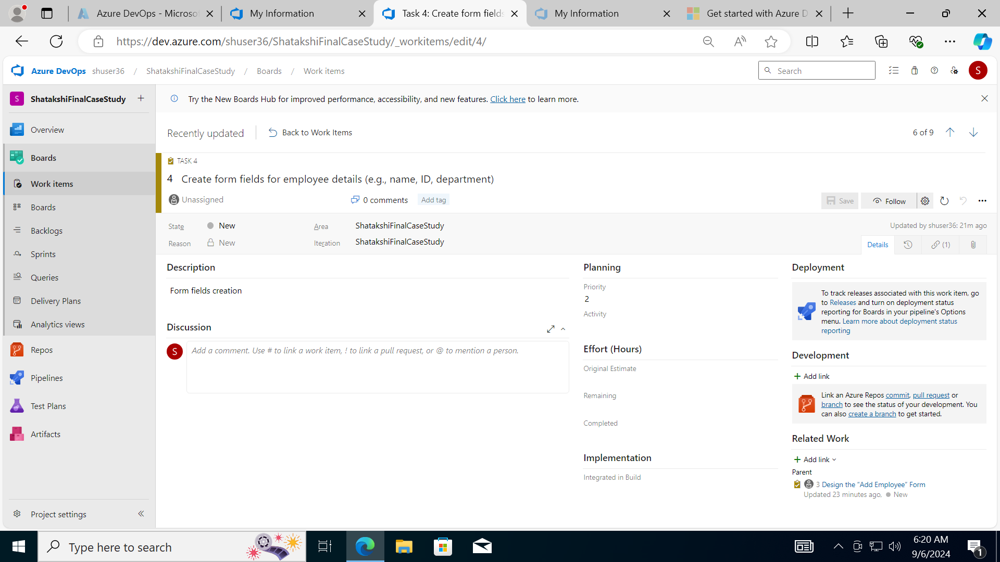 Azure DevOps - Microsof
My Information
Task 4: Create form fields
My Information
Get started with Azure D
https://dev.azure.com/shuser36/ShatakshiFinalCaseStudy/_workitems/edit/4/
Azure DevOps shuser36 / ShatakshiFinalCaseStudy / Boards / Work items
Search
S
S ShatakshiFinalCaseStudy
Try the New Boards Hub for improved performance, accessibility, and new features. Click here to learn more.
Overview
Boards
Work items
Boards
Backlogs
Sprints
Queries
Delivery Plans
Analytics views
Repos
Pipelines
Test Plans
Artifacts
Project settings
Recently updated
Back to Work Items
6 of 9
TASK 4
4 Create form fields for employee details (e.g., name, ID, department)
Unassigned
0 comments
Add tag
Save
Follow
State New
Area ShatakshiFinalCaseStudy
Updated by shuser36: 21m ago
Reason New
Iteration ShatakshiFinalCaseStudy
Details
(1)
Description
Form fields creation
Discussion
S
Add a comment. Use # to link a work item, ! to link a pull request, or @ to mention a person.
Planning
Priority
2
Activity
Effort (Hours)
Original Estimate
Remaining
Completed
Implementation
Integrated in Build
Deployment
To track releases associated with this work item, go
to Releases and turn on deployment status
reporting for Boards in your pipeline's Options
menu. Learn more about deployment status
reporting
Development
Add link
Link an Azure Repos commit, pull request or
branch to see the status of your development. You
can also create a branch to get started.
Related Work
Add link
Parent
3 Design the “Add Employee” Form
Updated 23 minutes ago, New
Type here to search
6:20 AM
9/6/2024
1